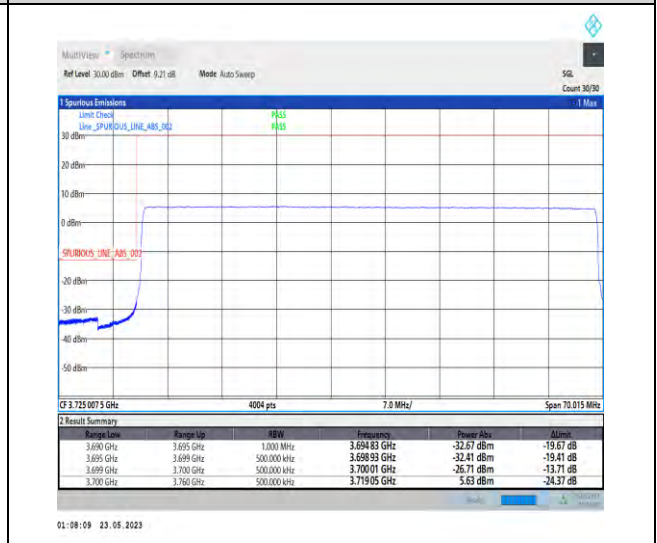 MultiView Spectrum
Ref Level 30.00 dBm Offset 9.21 dB Mode Auto Sweep SGL
Count 30/30
1 Spurious Emissions 1 Max
Limit Check PASS
Line _SPURIOUS_LINE_ABS_002 PASS
30 dBm
20 dBm
10 dBm
0 dBm
_SPURIOUS_LINE_ABS_002
-20 dBm
-30 dBm
-40 dBm
-50 dBm
CF 3.725 007 5 GHz 4004 pts 7.0 MHz/ Span 70.015 MHz
2 Result Summary
Range Low Range Up RBW Frequency Power Abs ΔLimit
3.690 GHz 3.695 GHz 1.000 MHz 3.694 83 GHz -32.67 dBm -19.67 dB
3.695 GHz 3.699 GHz 500.000 kHz 3.698 93 GHz -32.41 dBm -19.41 dB
3.699 GHz 3.700 GHz 500.000 kHz 3.700 01 GHz -26.71 dBm -13.71 dB
3.700 GHz 3.760 GHz 500.000 kHz 3.719 05 GHz 5.63 dBm -24.37 dB
01:08:09 23.05.2023